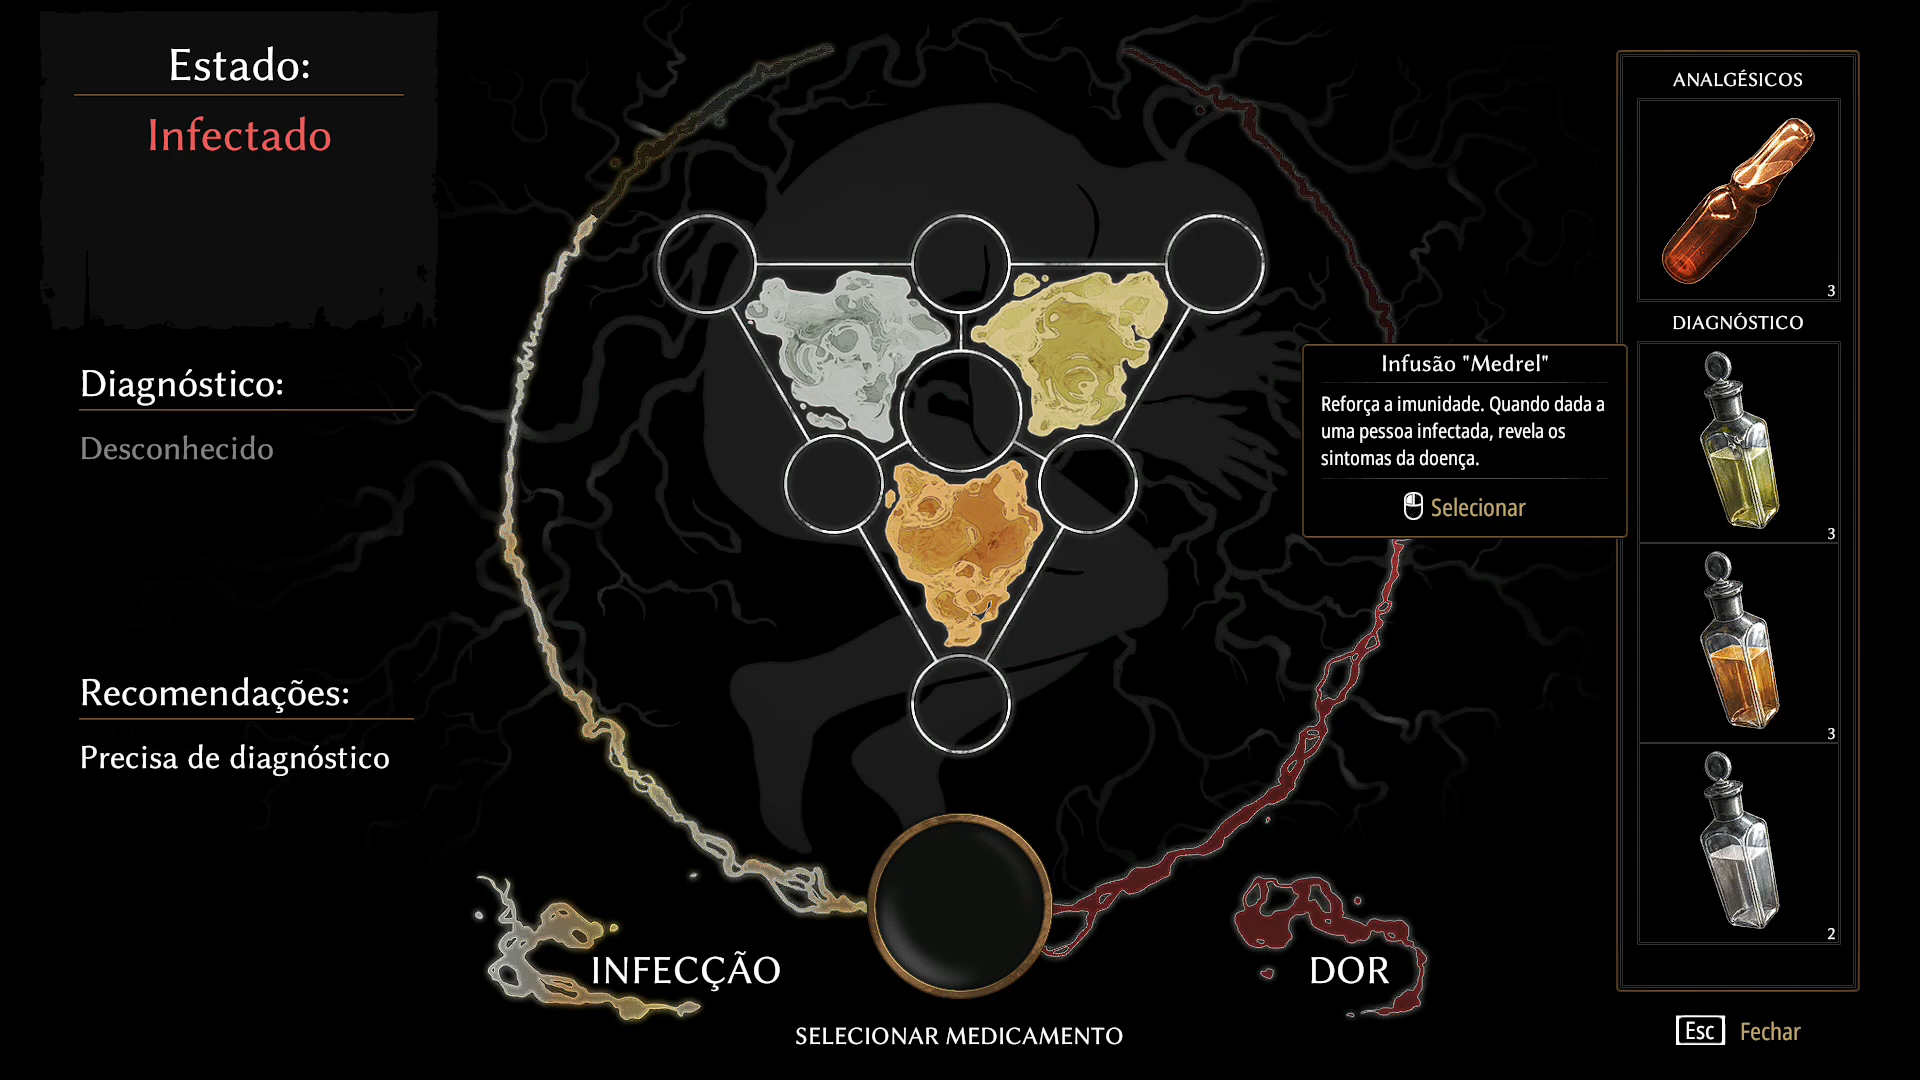 Estado:
Infectado
Diagnóstico:
Desconhecido
Recomendações:
Precisa de diagnóstico
INFECÇÃO
DOR
SELECIONAR MEDICAMENTO
Infusão "Medrel"
Reforça a imunidade. Quando dada a
uma pessoa infectada, revela os
sintomas da doença.
Selecionar
ANALGÉSICOS
3
DIAGNÓSTICO
3
3
2
Esc Fechar